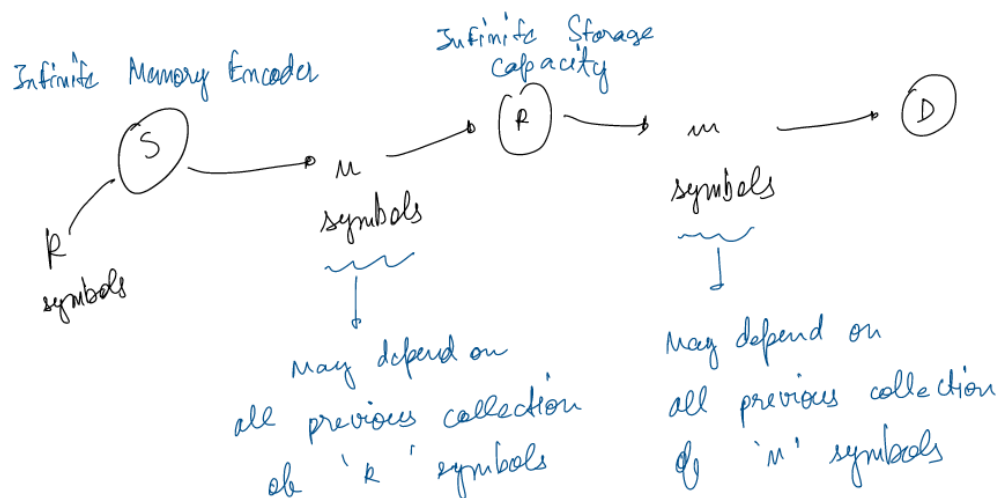 Infinite Memory Encoder
Infinite Storage
Capacity
S
R
D
k
symbols
n
symbols
m
symbols
May depend on
all previous collection
of 'k' symbols
May depend on
all previous collection
of 'n' symbols